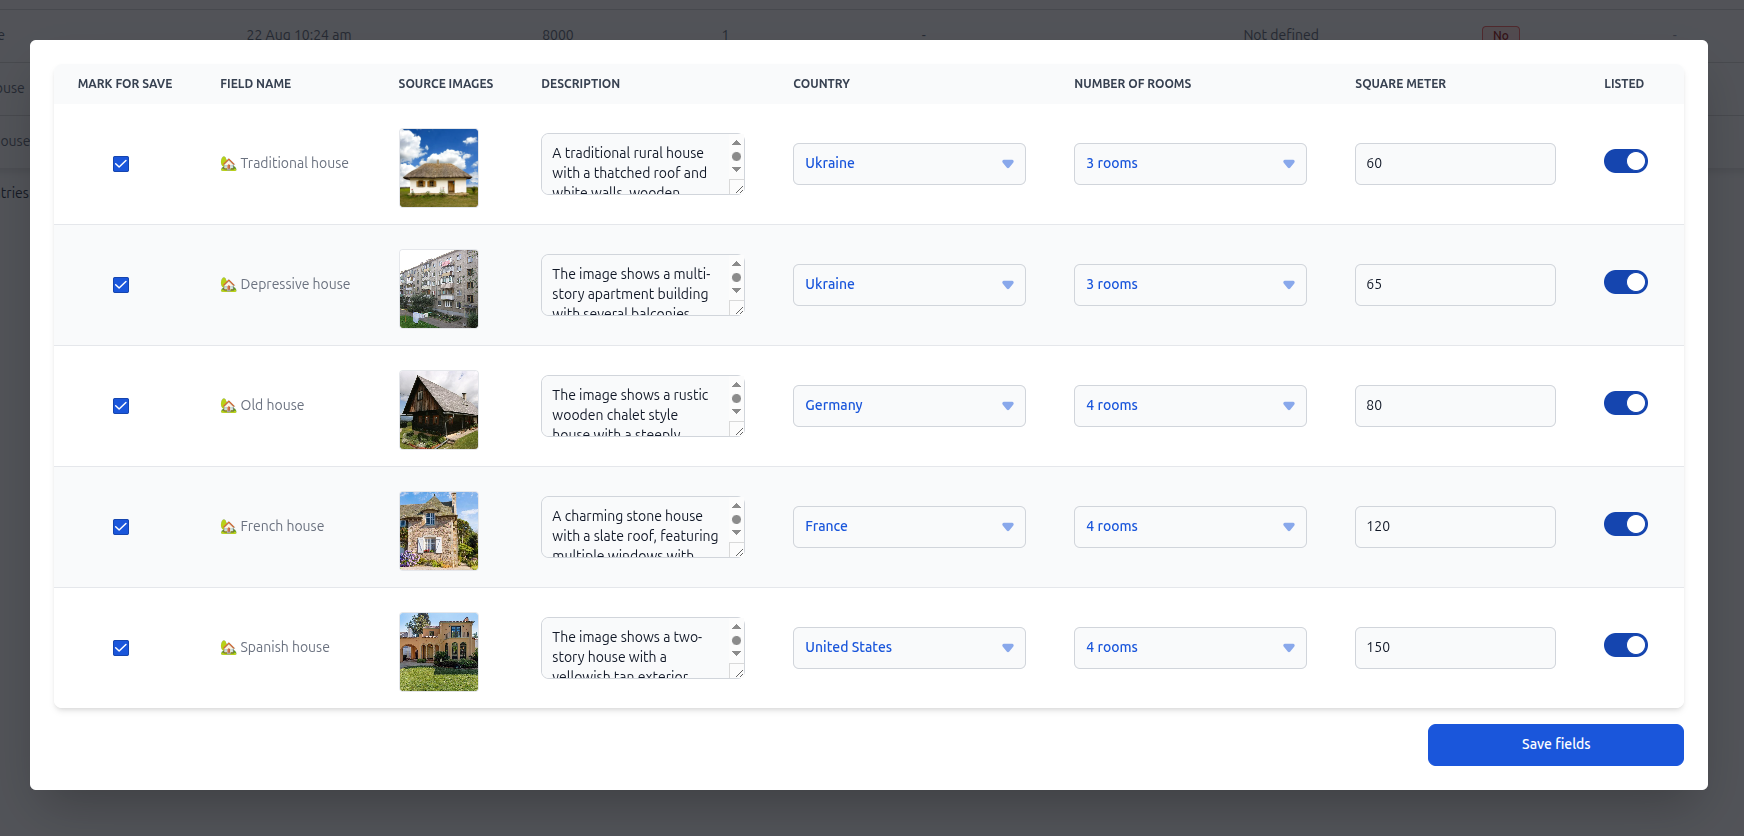 e 22 Aug 10:24 am 8000 1 - Not defined No -
MARK FOR SAVE FIELD NAME SOURCE IMAGES DESCRIPTION COUNTRY NUMBER OF ROOMS SQUARE METER LISTED
ouse
ouse
tries
🏡 Traditional house
A traditional rural house
with a thatched roof and
white walls, wooden
Ukraine 3 rooms 60
🏡 Depressive house
The image shows a multi-
story apartment building
with several balconies
Ukraine 3 rooms 65
🏡 Old house
The image shows a rustic
wooden chalet style
house with a steeply
Germany 4 rooms 80
🏡 French house
A charming stone house
with a slate roof, featuring
multiple windows with
France 4 rooms 120
🏡 Spanish house
The image shows a two-
story house with a
yellowish tan exterior
United States 4 rooms 150
Save fields